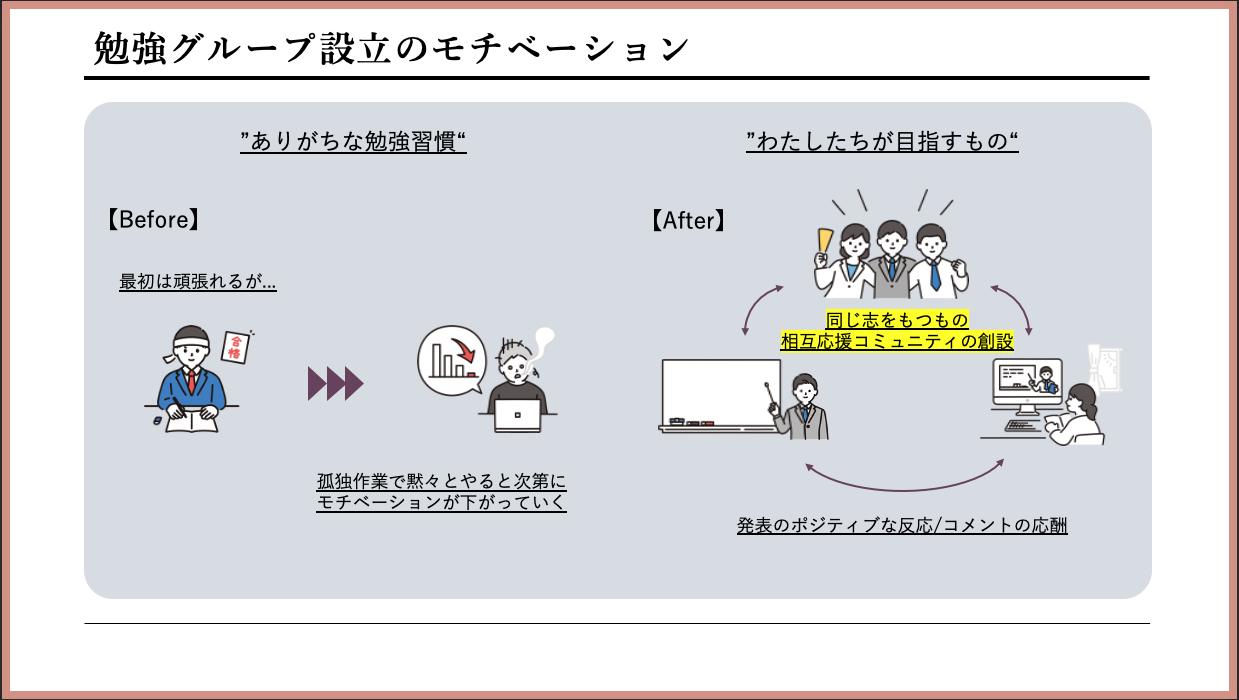 勉強グループ設立のモチベーション
”ありがちな勉強習慣“
【Before】
最初は頑張れるが...
合格
孤独作業で黙々とやると次第に
モチベーションが下がっていく
”わたしたちが目指すもの“
【After】
同じ志をもつもの
相互応援コミュニティの創設
発表のポジティブな反応/コメントの応酬